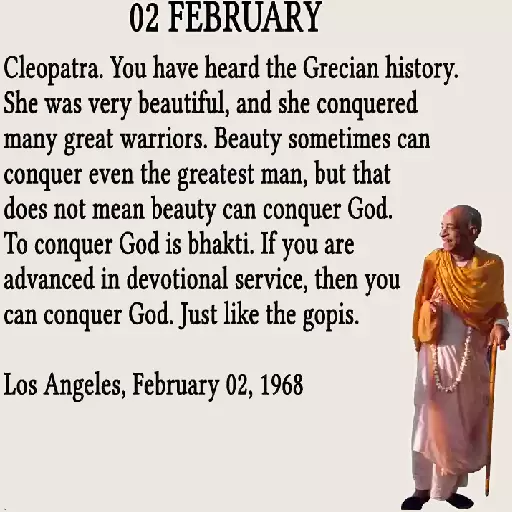 02 FEBRUARY
Cleopatra. You have heard the Grecian history.
She was very beautiful, and she conquered
many great warriors. Beauty sometimes can
conquer even the greatest man, but that
does not mean beauty can conquer God.
To conquer God is bhakti. If you are
advanced in devotional service, then you
can conquer God. Just like the gopis.
Los Angeles, February 02, 1968